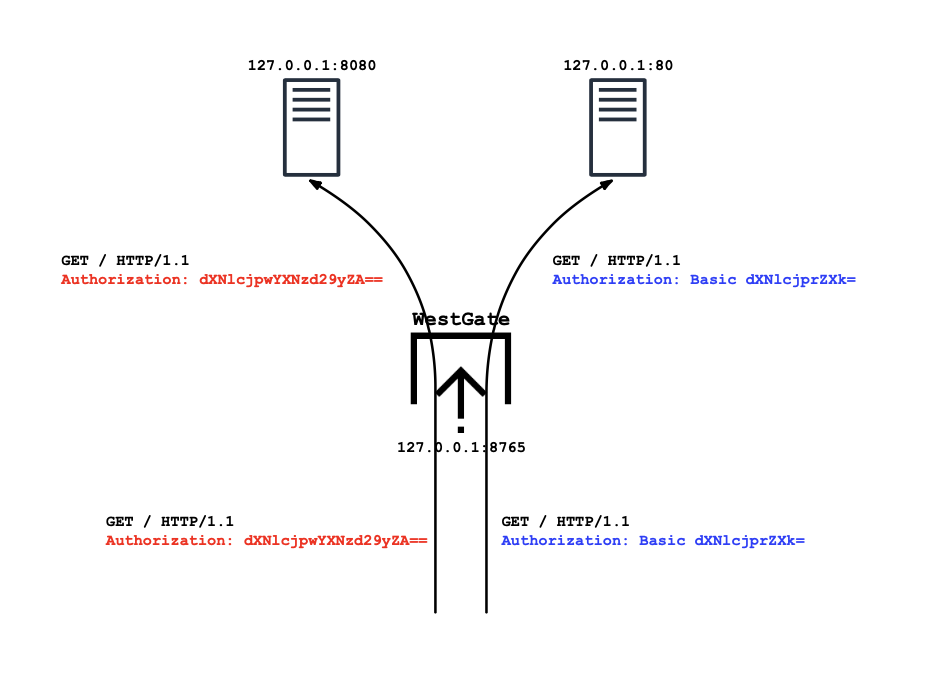 127.0.0.1:8080
127.0.0.1:80
GET / HTTP/1.1
Authorization: dXNlcjpwYXNzd29yZA==
GET / HTTP/1.1
Authorization: Basic dXNlcjprZXk=
WestGate
127.0.0.1:8765
GET / HTTP/1.1
Authorization: dXNlcjpwYXNzd29yZA==
GET / HTTP/1.1
Authorization: Basic dXNlcjprZXk=